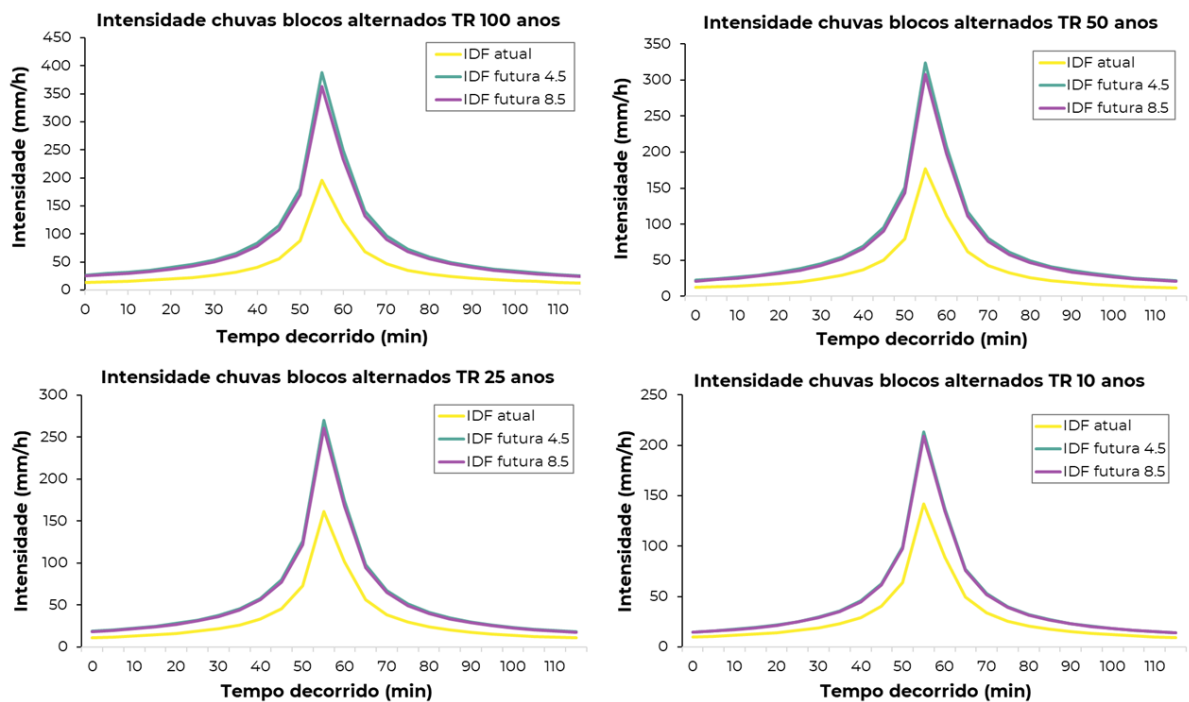 Intensidade chuvas blocos alternados TR 100 anos
Intensidade (mm/h)
450
400
350
300
250
200
150
100
50
0
IDF atual
IDF futura 4.5
IDF futura 8.5
0 10 20 30 40 50 60 70 80 90 100 110
Tempo decorrido (min)
Intensidade chuvas blocos alternados TR 50 anos
Intensidade (mm/h)
350
300
250
200
150
100
50
0
IDF atual
IDF futura 4.5
IDF futura 8.5
0 10 20 30 40 50 60 70 80 90 100 110
Tempo decorrido (min)
Intensidade chuvas blocos alternados TR 25 anos
Intensidade (mm/h)
300
250
200
150
100
50
0
IDF atual
IDF futura 4.5
IDF futura 8.5
0 10 20 30 40 50 60 70 80 90 100 110
Tempo decorrido (min)
Intensidade chuvas blocos alternados TR 10 anos
Intensidade (mm/h)
250
200
150
100
50
0
IDF atual
IDF futura 4.5
IDF futura 8.5
0 10 20 30 40 50 60 70 80 90 100 110
Tempo decorrido (min)